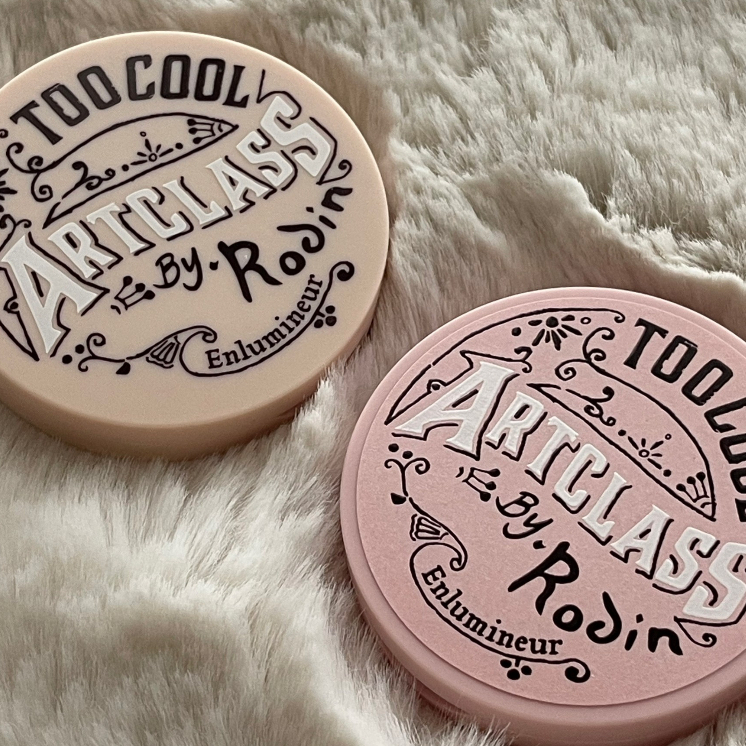 TOO COOL
ARTCLASS
By. Rodin
Enlumineur
TOO COOL
ARTCLASS
By. Rodin
Enlumineur